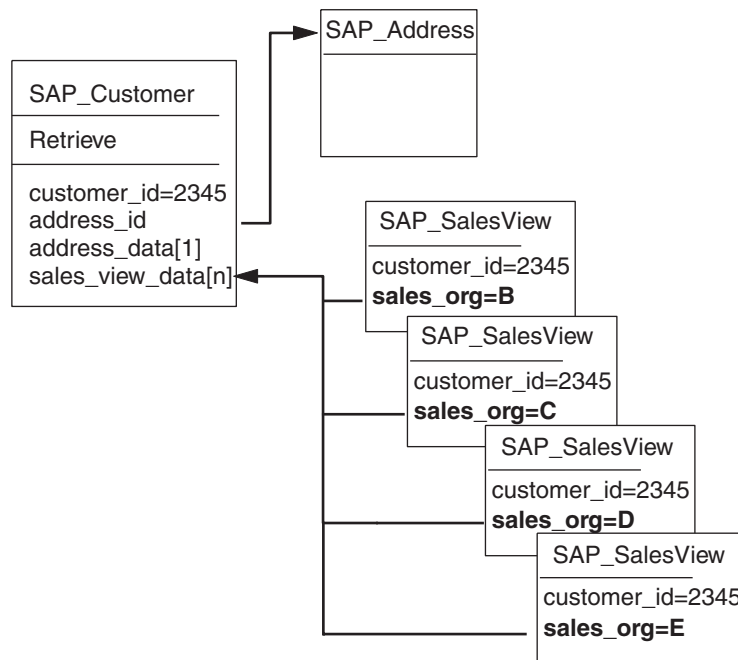 SAP_Address
SAP_Customer
Retrieve
customer_id=2345
address_id
address_data[1]
sales_view_data[n]
SAP_SalesView
customer_id=2345
sales_org=B
SAP_SalesView
customer_id=2345
sales_org=C
SAP_SalesView
customer_id=2345
sales_org=D
SAP_SalesView
customer_id=2345
sales_org=E